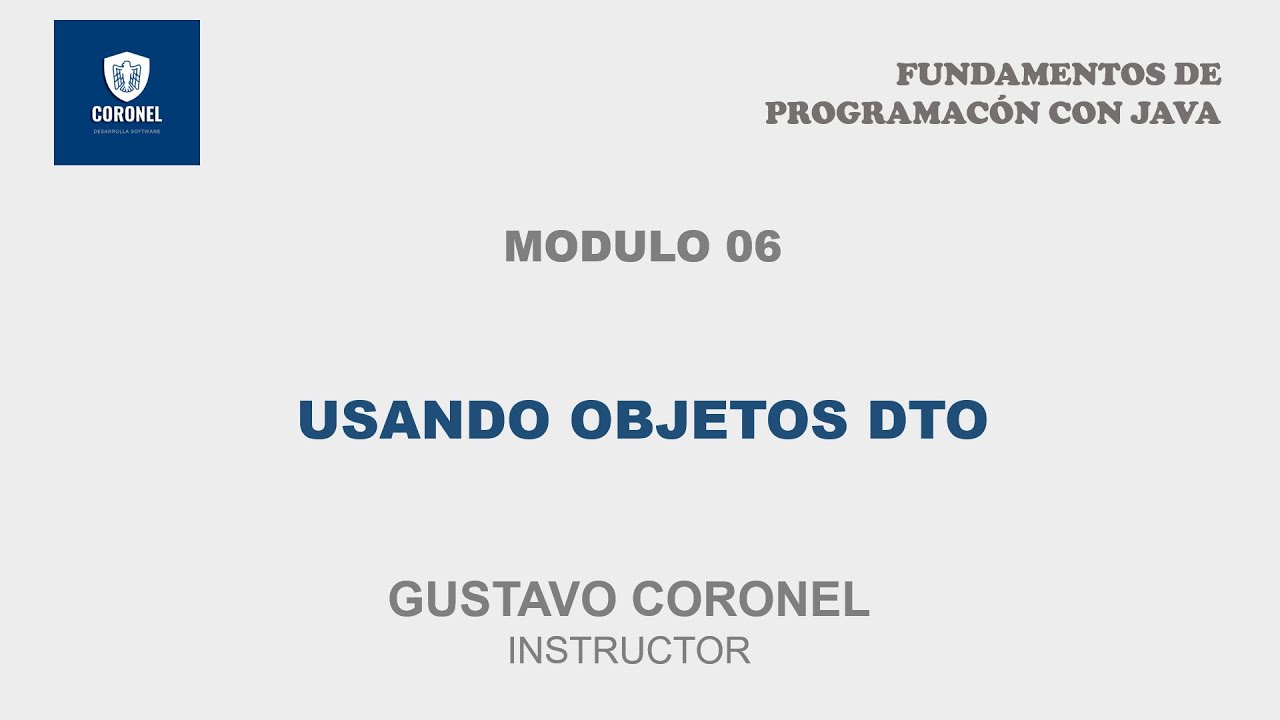 CORONEL
DESARROLLA SOFTWARE
FUNDAMENTOS DE
PROGRAMACÓN CON JAVA
MODULO 06
USANDO OBJETOS DTO
GUSTAVO CORONEL
INSTRUCTOR